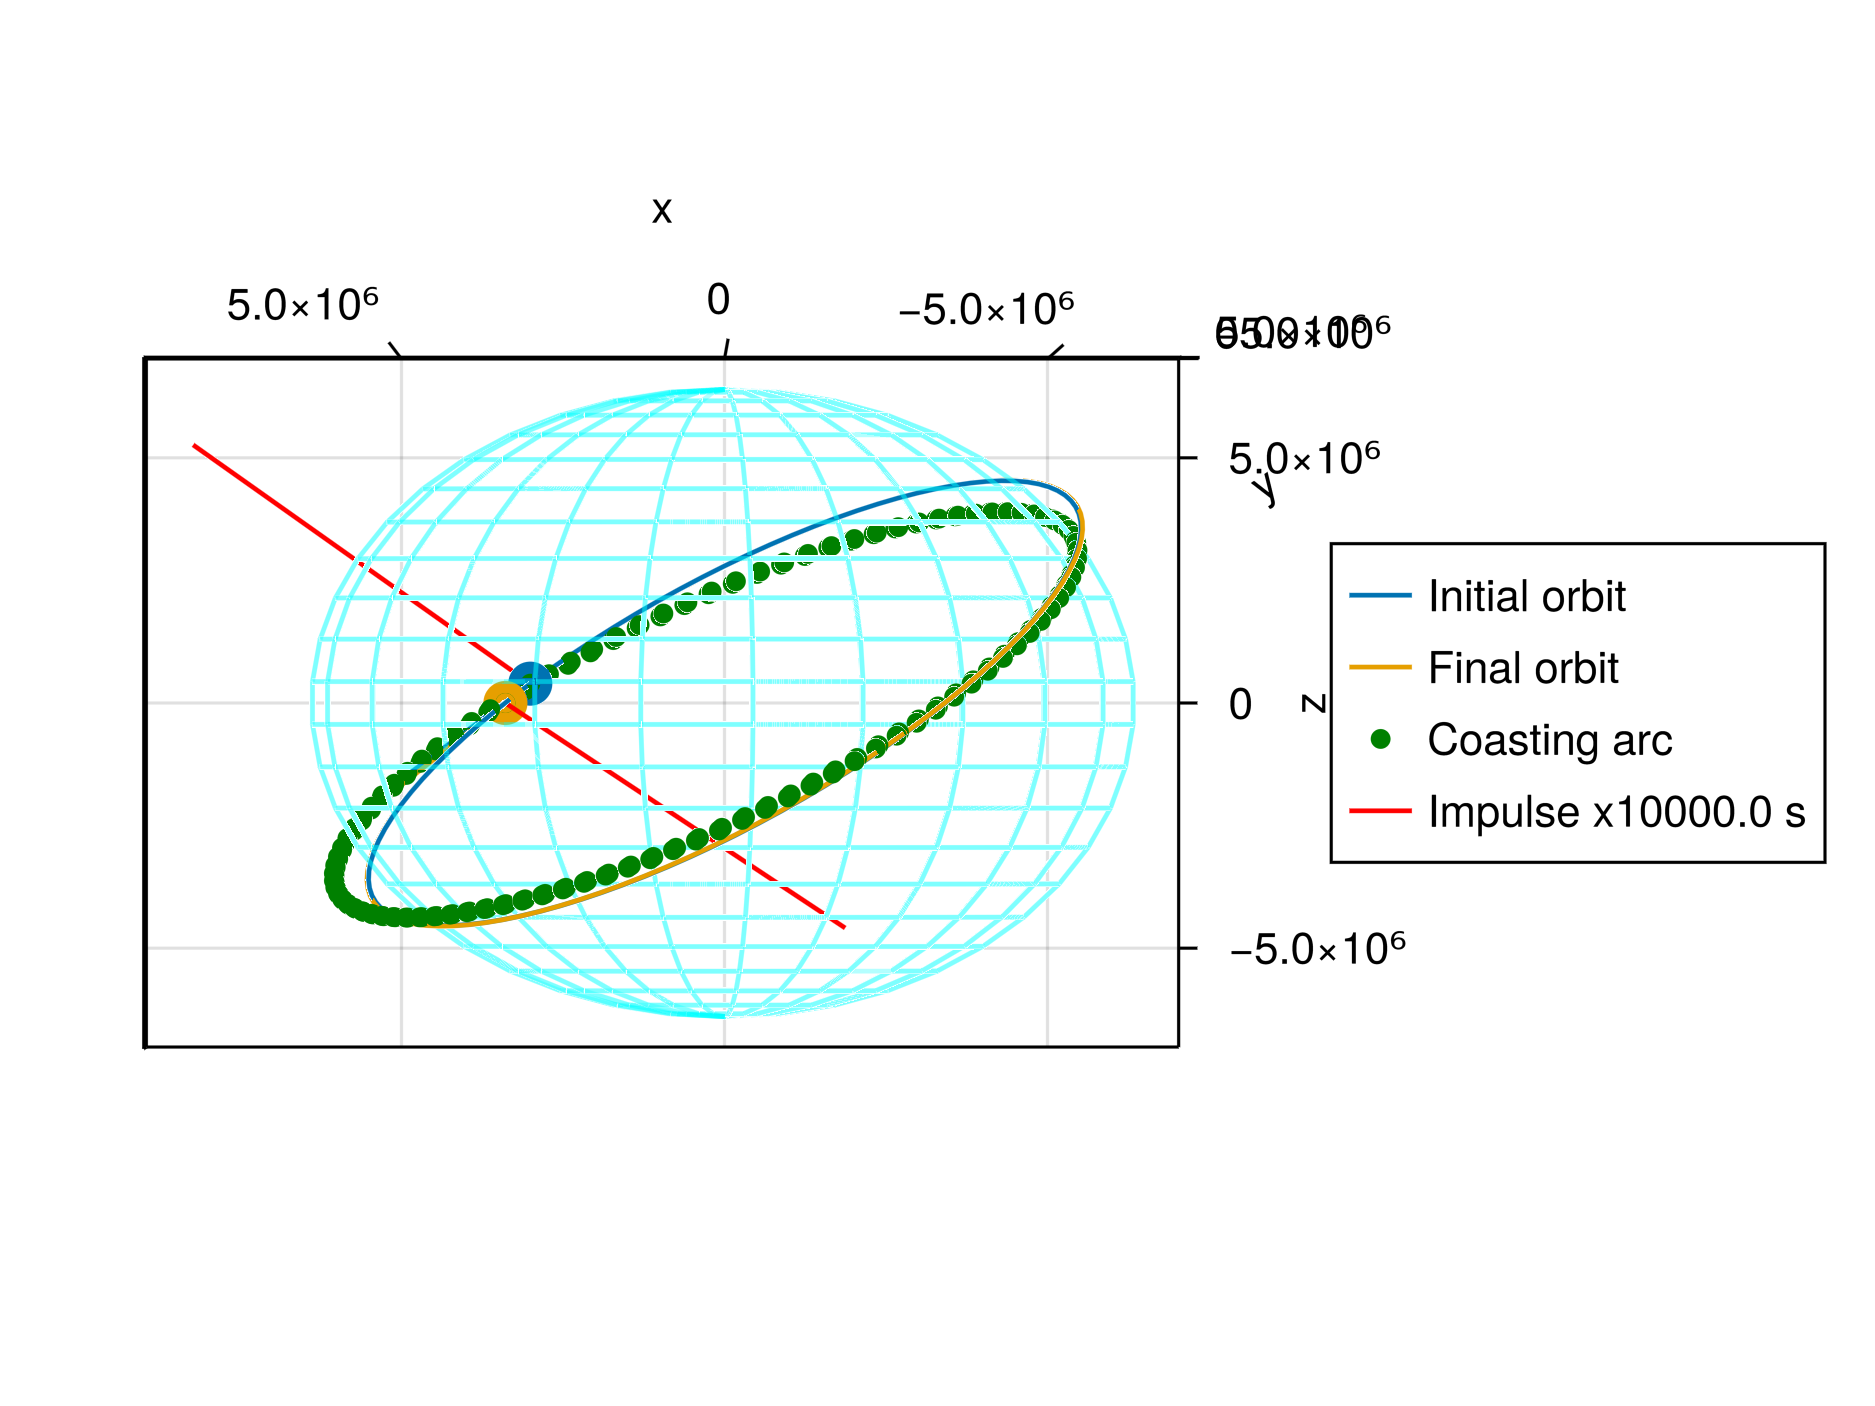 x
5.0×10⁶
0
−5.0×10⁶
5.0×10⁶
y
0
z
−5.0×10⁶
Initial orbit
Final orbit
Coasting arc
Impulse x10000.0 s